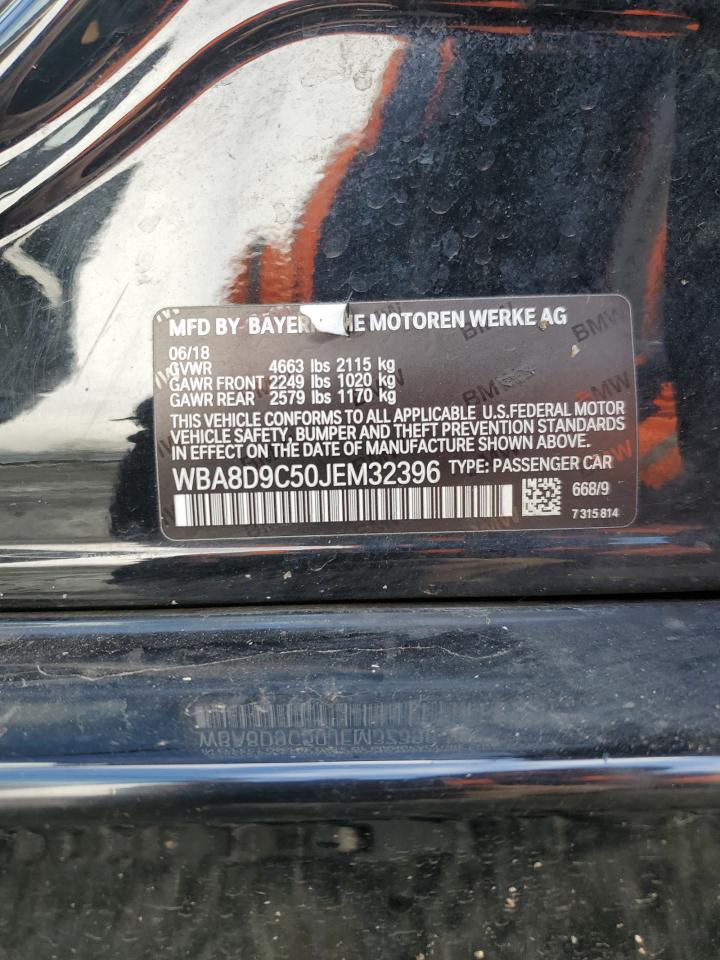 MFD BY BAYER HE MOTOREN WERKE AG
06/18
GVWR 4663 lbs 2115 kg
GAWR FRONT 2249 lbs 1020 kg
GAWR REAR 2579 lbs 1170 kg
THIS VEHICLE CONFORMS TO ALL APPLICABLE U.S.FEDERAL MOTOR
VEHICLE SAFETY, BUMPER AND THEFT PREVENTION STANDARDS
IN EFFECT ON THE DATE OF MANUFACTURE SHOWN ABOVE.
WBA8D9C50JEM32396 TYPE: PASSENGER CAR
668/9
7 315 814